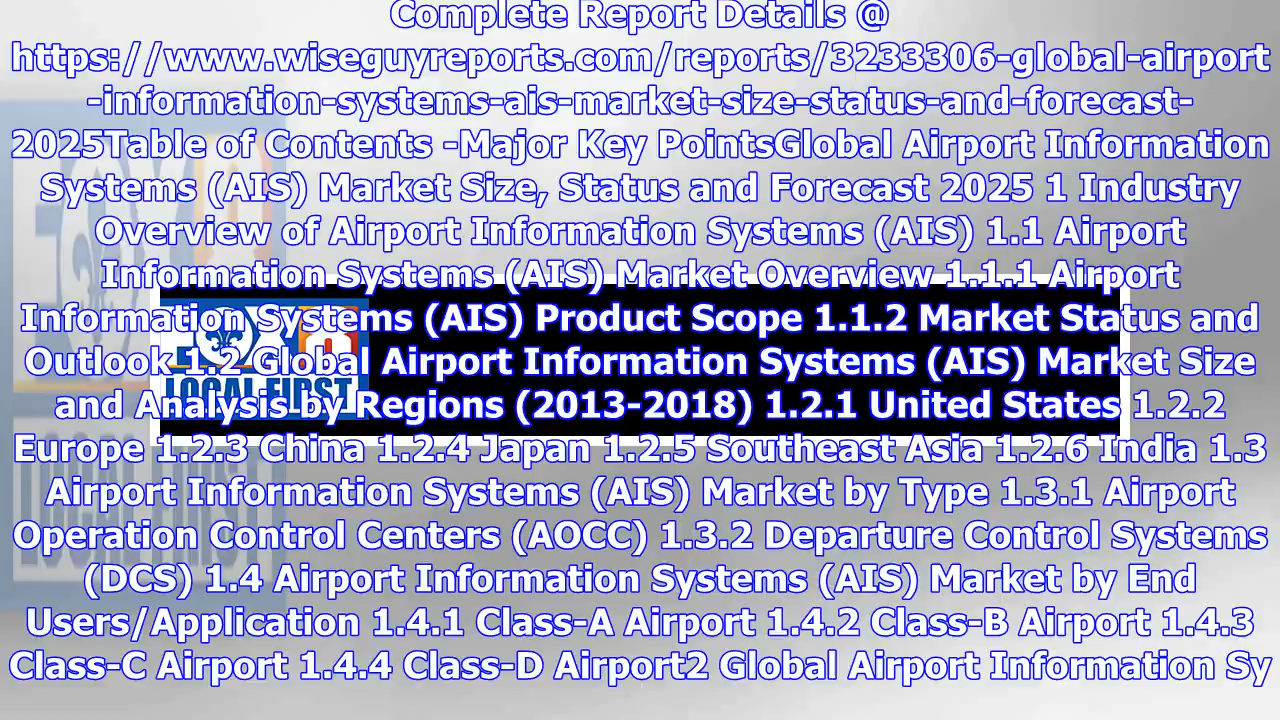 Complete Report Details @
https://www.wiseguyreports.com/reports/3233306-global-airport
-information-systems-ais-market-size-status-and-forecast-
2025Table of Contents -Major Key PointsGlobal Airport Information
Systems (AIS) Market Size, Status and Forecast 2025 1 Industry
Overview of Airport Information Systems (AIS) 1.1 Airport
Information Systems (AIS) Market Overview 1.1.1 Airport
Information Systems (AIS) Product Scope 1.1.2 Market Status and
Outlook 1.2 Global Airport Information Systems (AIS) Market Size
and Analysis by Regions (2013-2018) 1.2.1 United States 1.2.2
Europe 1.2.3 China 1.2.4 Japan 1.2.5 Southeast Asia 1.2.6 India 1.3
Airport Information Systems (AIS) Market by Type 1.3.1 Airport
Operation Control Centers (AOCC) 1.3.2 Departure Control Systems
(DCS) 1.4 Airport Information Systems (AIS) Market by End
Users/Application 1.4.1 Class-A Airport 1.4.2 Class-B Airport 1.4.3
Class-C Airport 1.4.4 Class-D Airport2 Global Airport Information Sy
LOCAL FIRST